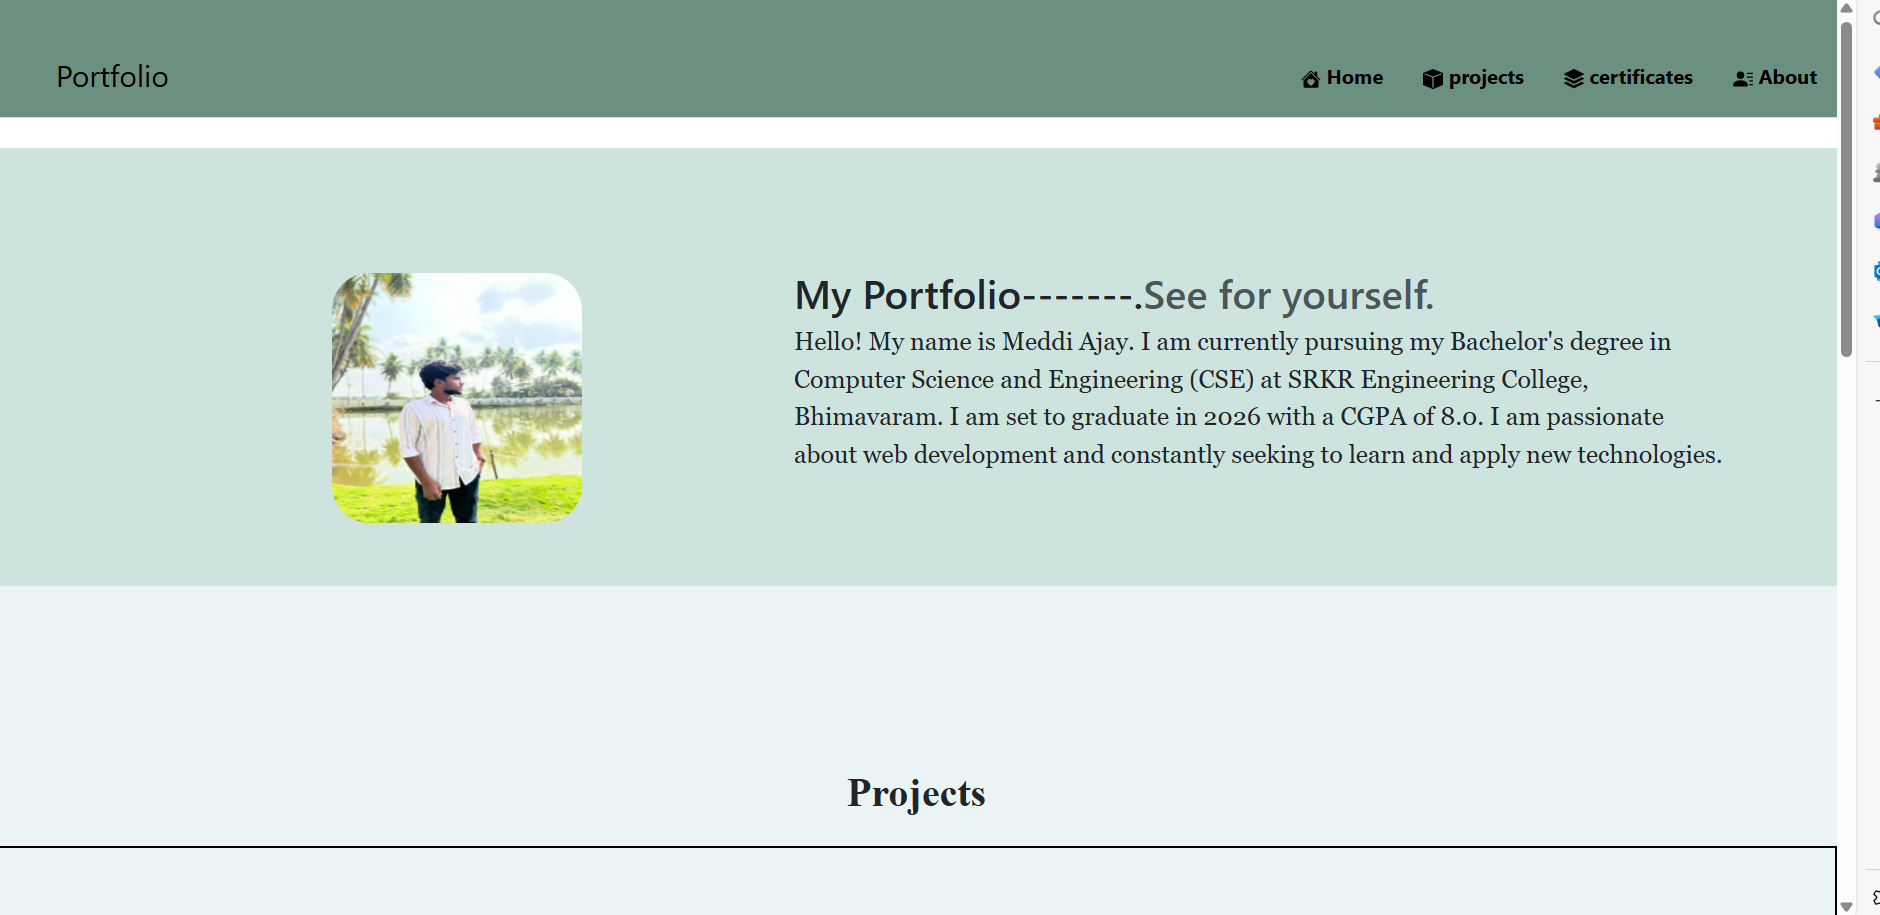 Portfolio
Home
projects
certificates
About
My Portfolio-------.See for yourself.
Hello! My name is Meddi Ajay. I am currently pursuing my Bachelor's degree in
Computer Science and Engineering (CSE) at SRKR Engineering College,
Bhimavaram. I am set to graduate in 2026 with a CGPA of 8.0. I am passionate
about web development and constantly seeking to learn and apply new technologies.
Projects